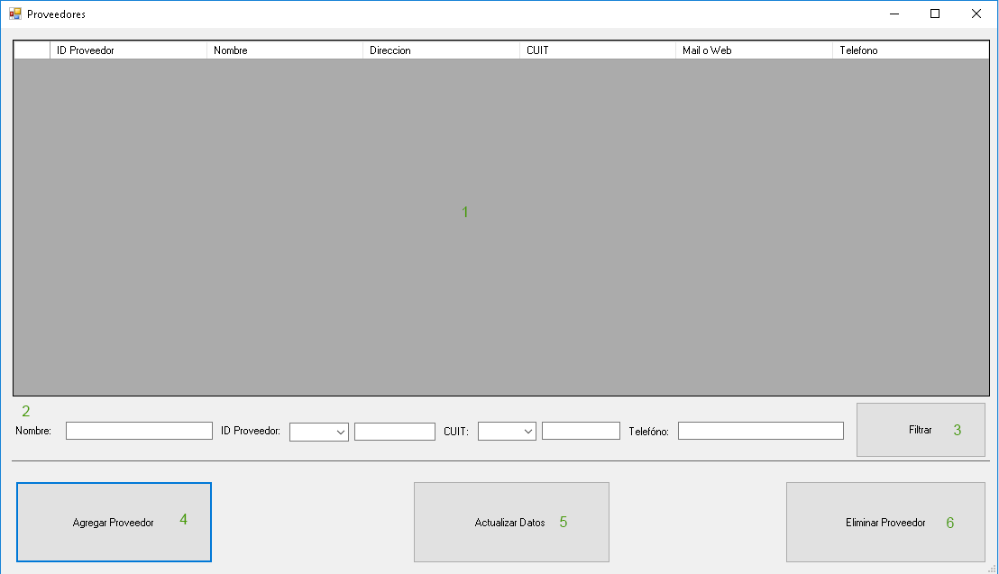 Proveedores
ID Proveedor Nombre Direccion CUIT Mail o Web Telefono
1
2
Nombre: ID Proveedor: CUIT: Telefóno: Filtrar 3
Agregar Proveedor 4 Actualizar Datos 5 Eliminar Proveedor 6